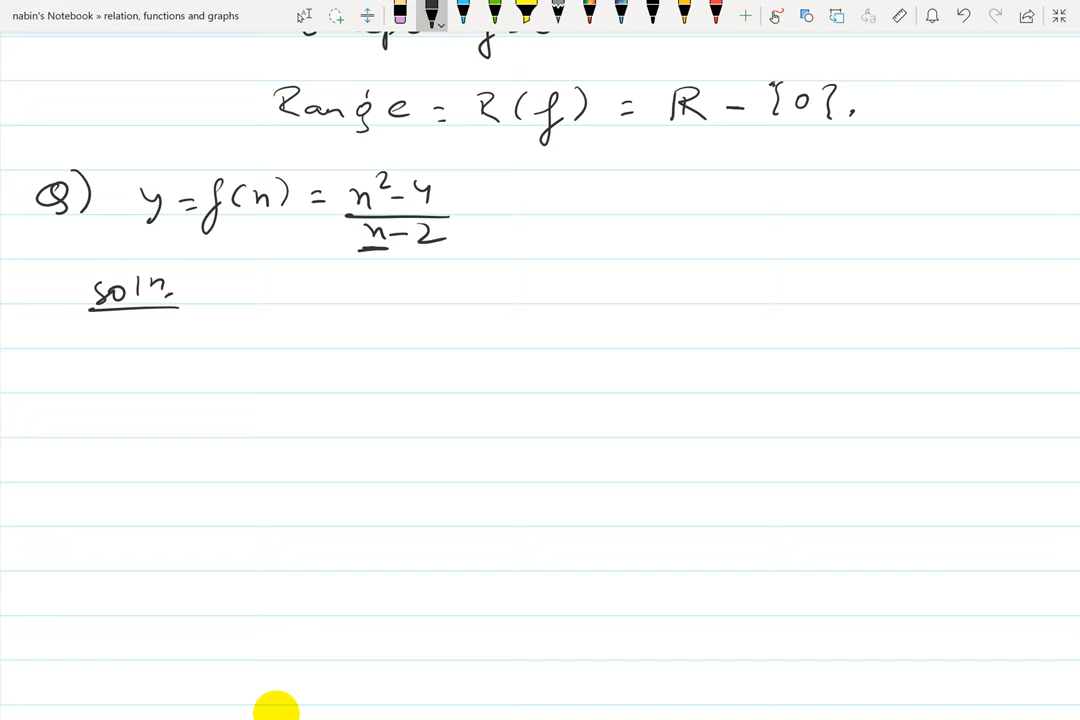 nabin's Notebook » relation, functions and graphs
Range = R(f) = R - {0}.
Q) y = f(n) = n² - 4
n - 2
soln.